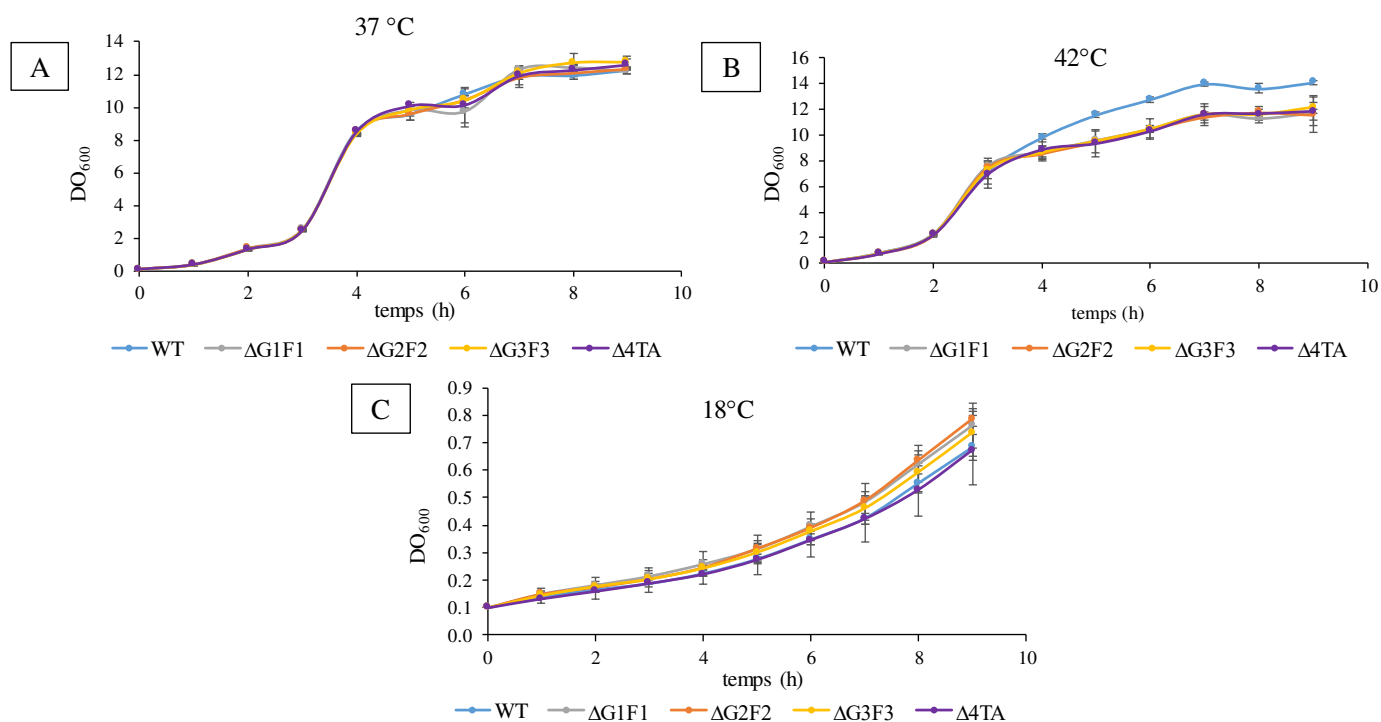 A
37 °C
DO600
14
12
10
8
6
4
2
0
0 2 4 6 8 10
temps (h)
WT ΔG1F1 ΔG2F2 ΔG3F3 Δ4TA
B
42°C
DO600
16
14
12
10
8
6
4
2
0
0 2 4 6 8 10
temps (h)
WT ΔG1F1 ΔG2F2 ΔG3F3 Δ4TA
C
18°C
DO600
0.9
0.8
0.7
0.6
0.5
0.4
0.3
0.2
0.1
0.0
0 2 4 6 8 10
temps (h)
WT ΔG1F1 ΔG2F2 ΔG3F3 Δ4TA